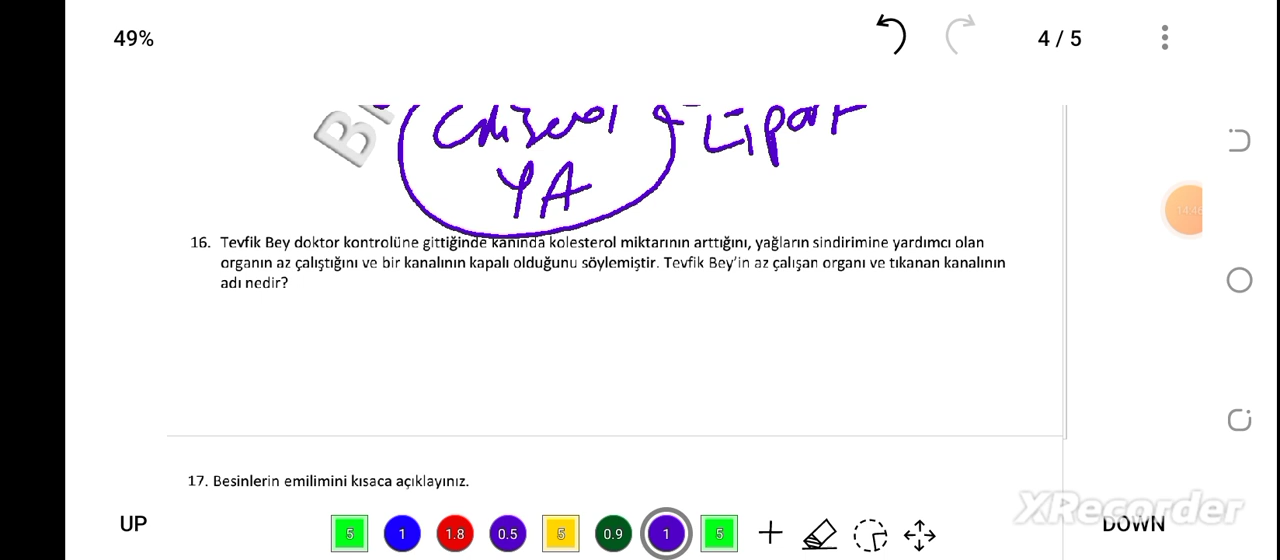 49%
4 / 5
Gliserol
Lipaz
YA
16. Tevfik Bey doktor kontrolüne gittiğinde kanında kolesterol miktarının arttığını, yağların sindirimine yardımcı olan
organın az çalıştığını ve bir kanalının kapalı olduğunu söylemiştir. Tevfik Bey'in az çalışan organı ve tıkanan kanalının
adı nedir?
17. Besinlerin emilimini kısaca açıklayınız.
UP
5 1 1.8 0.5 5 0.9 1 5
DOWN
XRecorder
14:46